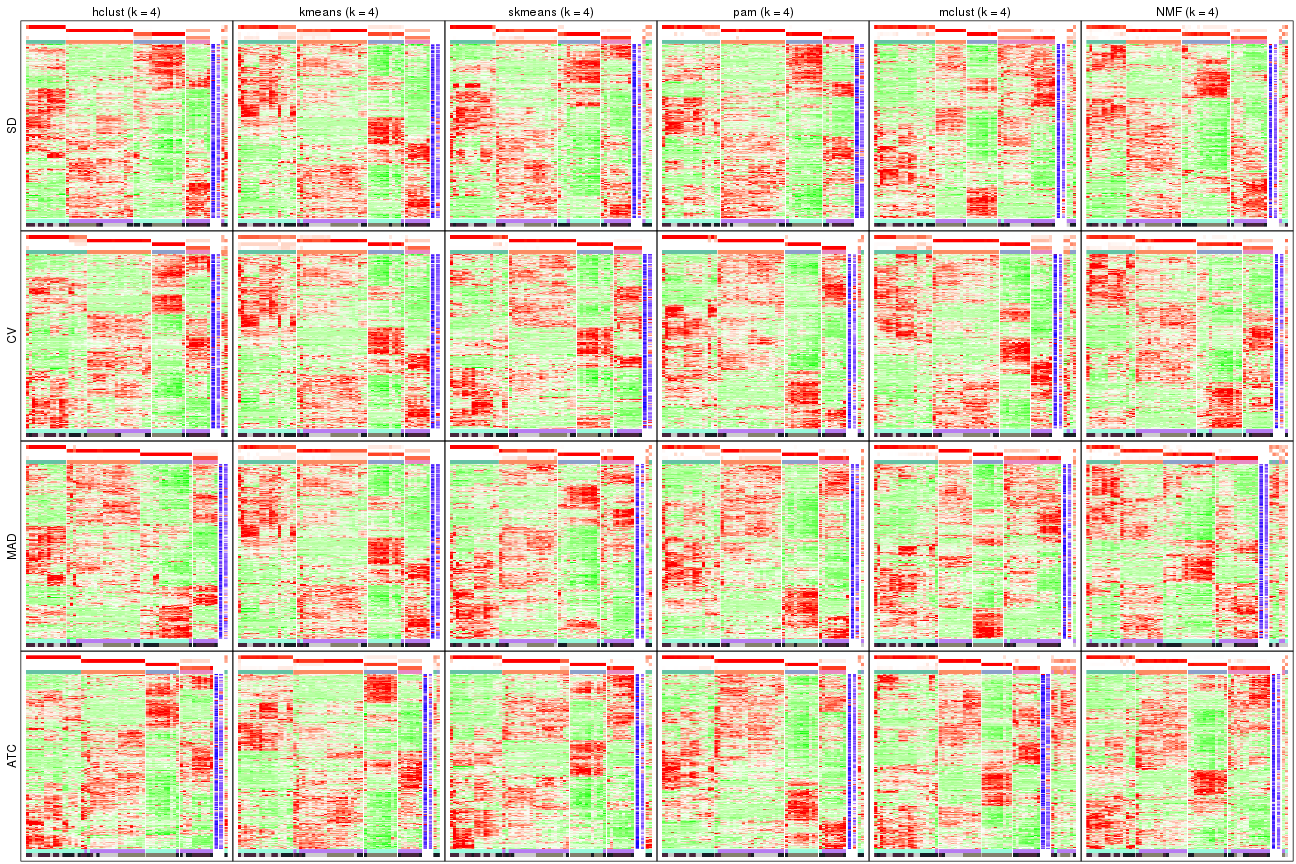 hclust (k = 4) kmeans (k = 4) skmeans (k = 4) pam (k = 4) mclust (k = 4) NMF (k = 4)
SD
CV
MAD
ATC